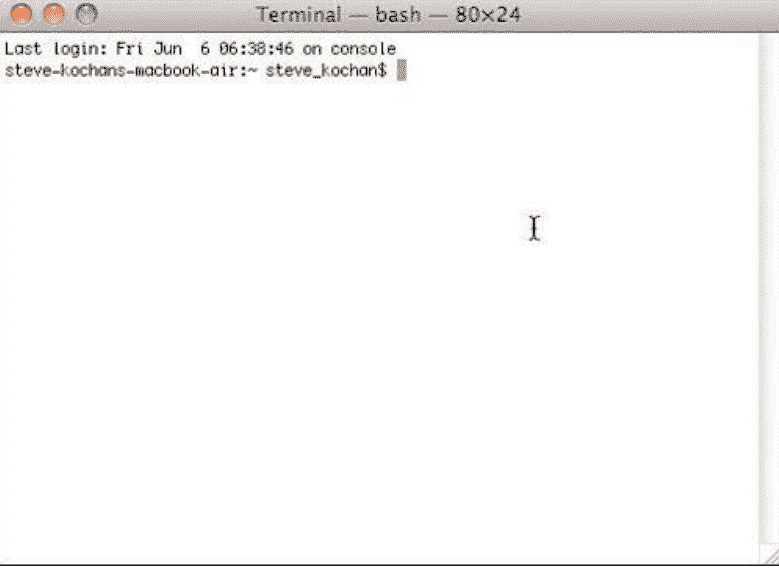 Terminal — bash — 80×24
Last login: Fri Jun  6 06:38:46 on console
steve-kochans-macbook-air:~ steve_kochan$